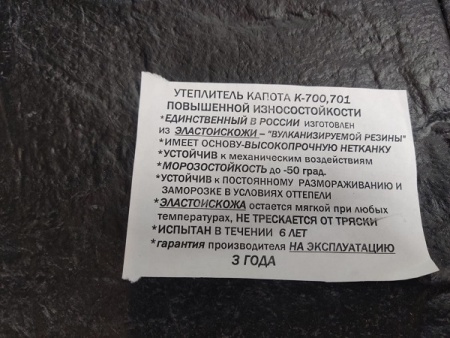 УТЕПЛИТЕЛЬ КАПОТА К-700,701
ПОВЫШЕННОЙ ИЗНОСОСТОЙКОСТИ
*ЕДИНСТВЕННЫЙ В РОССИИ ИЗГОТОВЛЕН
ИЗ ЭЛАСТОИСКОЖИ – "ВУЛКАНИЗИРУЕМОЙ РЕЗИНЫ"
*ИМЕЕТ ОСНОВУ-ВЫСОКОПРОЧНУЮ НЕТКАНКУ
*УСТОЙЧИВ К механическим ВОЗДЕЙСТВИЯМ
*МОРОЗОСТОЙКОСТЬ до -50 град.
*УСТОЙЧИВ К ПОСТОЯННОМУ РАЗМОРАЖИВАНИЮ И
ЗАМОРОЗКЕ В УСЛОВИЯХ ОТТЕПЕЛИ
*ЭЛАСТОИСКОЖА остается мягкой при любых
температурах, НЕ ТРЕСКАЕТСЯ ОТ ТРЯСКИ
*ИСПЫТАН В ТЕЧЕНИИ 6 ЛЕТ
*гарантия производителя НА ЭКСПЛУАТАЦИЮ
3 ГОДА